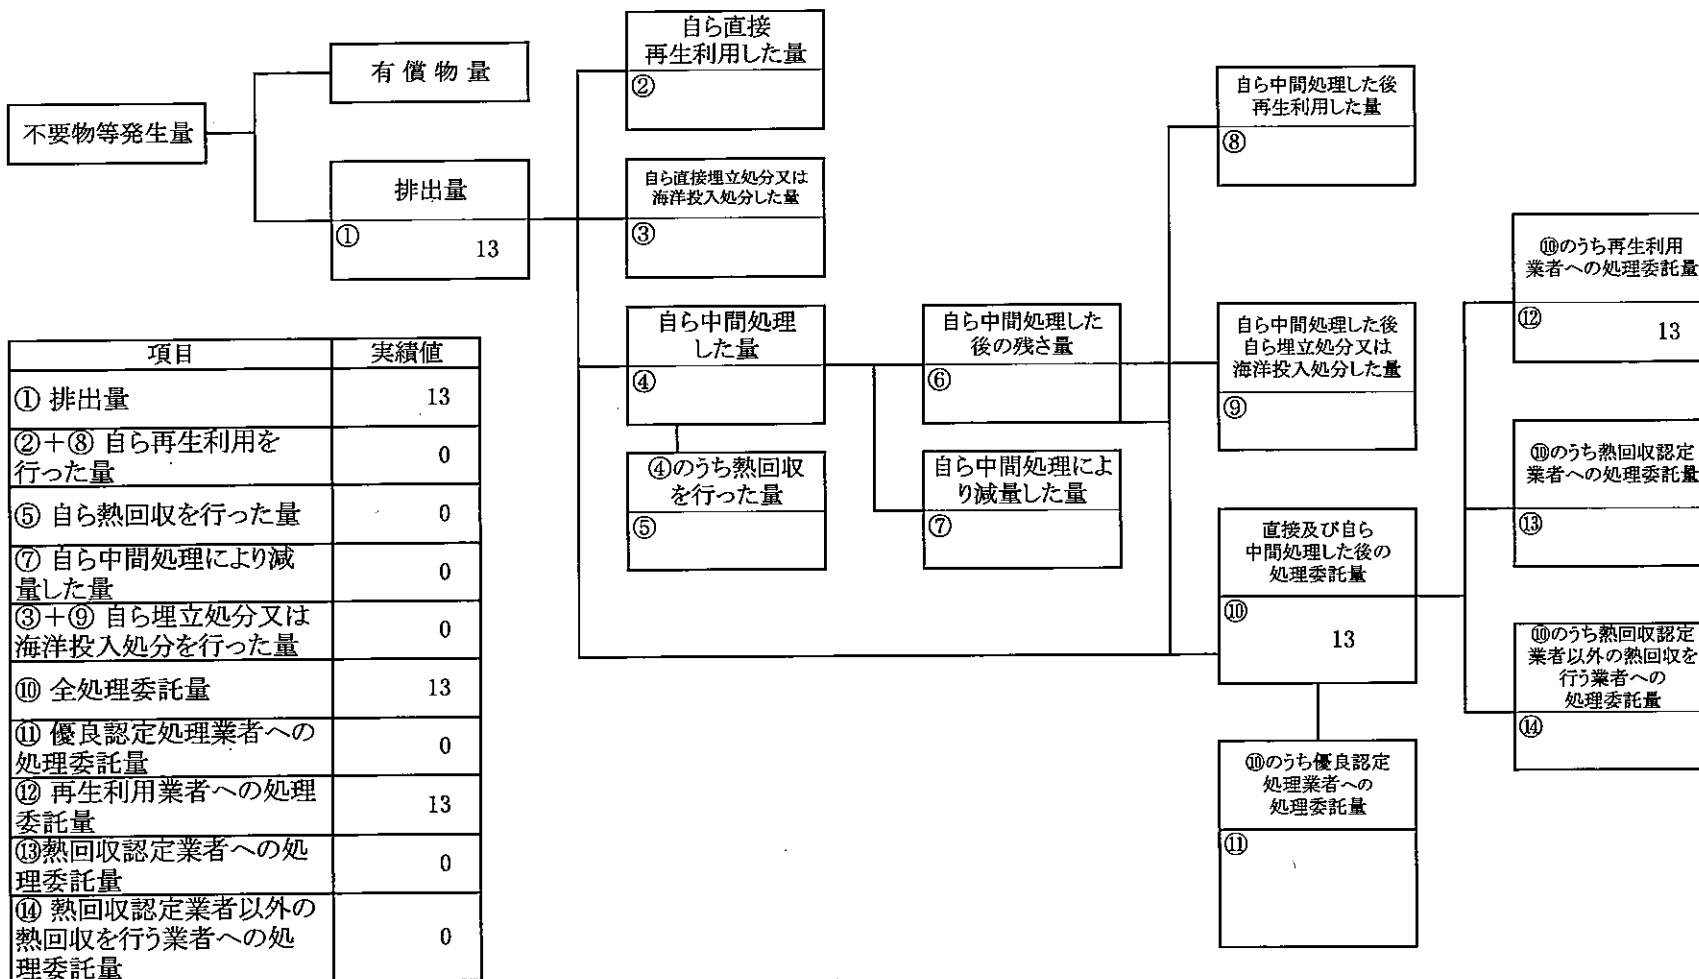 不要物等発生量
有償物量
排出量
①
13
自ら直接
再生利用した量
②
自ら直接埋立処分又は
海洋投入処分した量
③
自ら中間処理
した量
④
④のうち熱回収
を行った量
⑤
自ら中間処理した
後の残さ量
⑥
自ら中間処理によ
り減量した量
⑦
自ら中間処理した後
再生利用した量
⑧
自ら中間処理した後
自ら埋立処分又は
海洋投入処分した量
⑨
直接及び自ら
中間処理した後の
処理委託量
⑩
13
⑩のうち優良認定
処理業者への
処理委託量
⑪
⑩のうち再生利用
業者への処理委託量
⑫
13
⑩のうち熱回収認定
業者への処理委託量
⑬
⑩のうち熱回収認定
業者以外の熱回収を
行う業者への
処理委託量
⑭
項目 実績値
① 排出量 13
②+⑧ 自ら再生利用を
行った量 0
⑤ 自ら熱回収を行った量 0
⑦ 自ら中間処理により減
量した量 0
③+⑨ 自ら埋立処分又は
海洋投入処分を行った量 0
⑩ 全処理委託量 13
⑪ 優良認定処理業者への
処理委託量 0
⑫ 再生利用業者への処理
委託量 13
⑬熱回収認定業者への処
理委託量 0
⑭ 熱回収認定業者以外の
熱回収を行う業者への処
理委託量 0